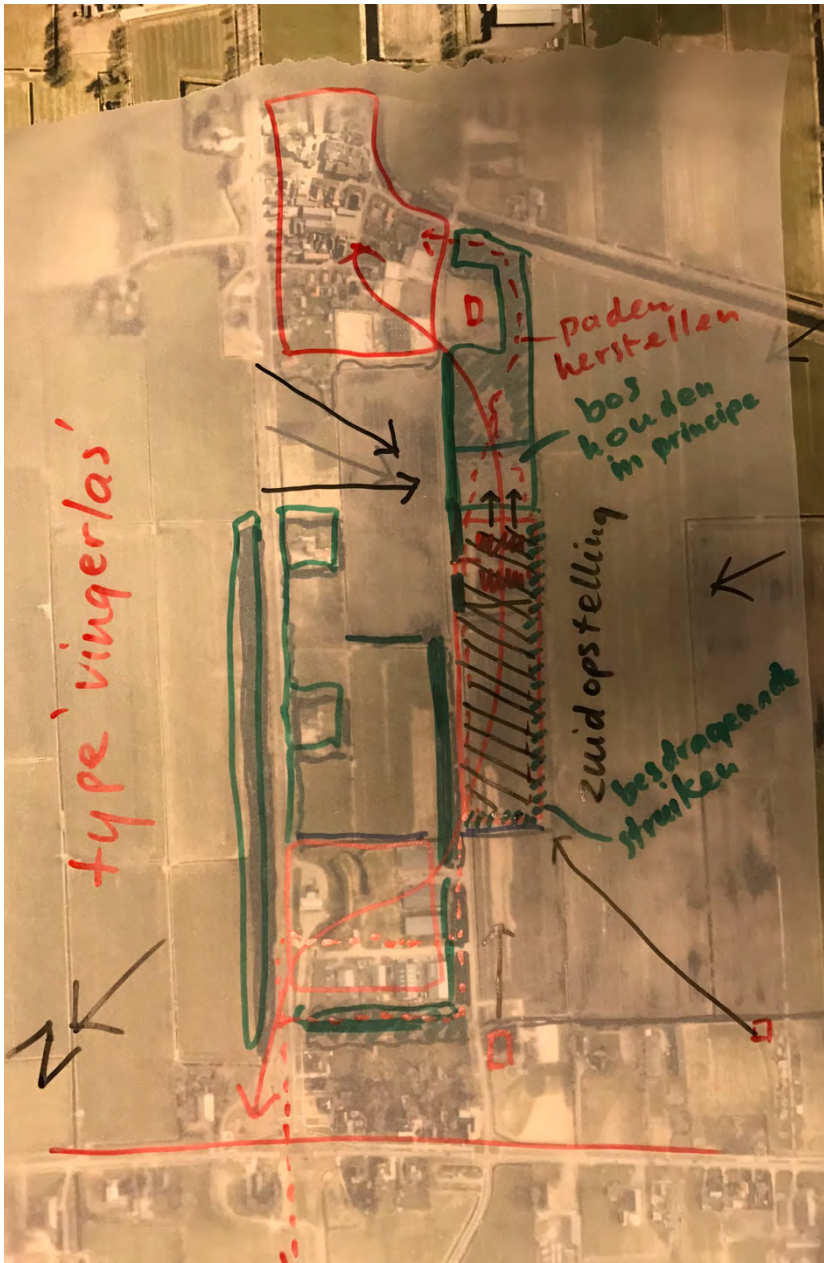 paden
herstellen
bos
houden
in principe
type 'vingerlas'
zuidopstelling
besdragende
struiken
N